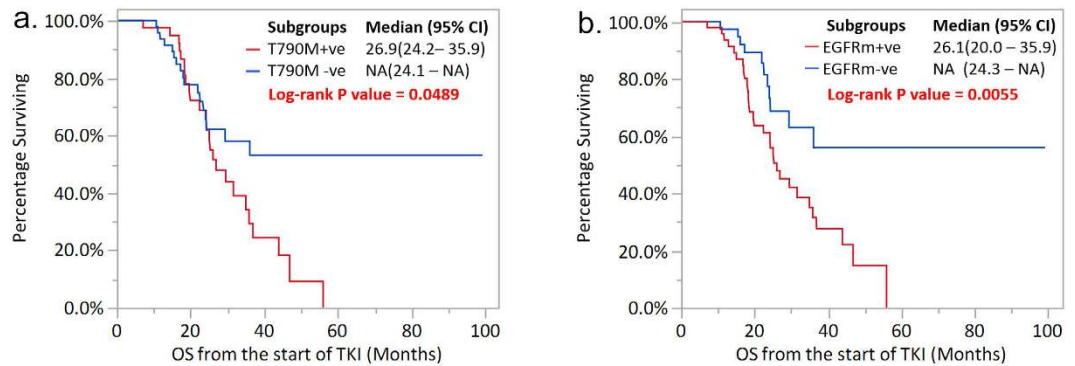 a.
Subgroups Median (95% CI)
T790M+ve 26.9(24.2– 35.9)
T790M -ve NA(24.1 – NA)
Log-rank P value = 0.0489
Percentage Surviving
100.0%
80.0%
60.0%
40.0%
20.0%
0.0%
0 20 40 60 80 100
OS from the start of TKI (Months)
b.
Subgroups Median (95% CI)
EGFRm+ve 26.1(20.0 – 35.9)
EGFRm-ve NA (24.3 – NA)
Log-rank P value = 0.0055
Percentage Surviving
100.0%
80.0%
60.0%
40.0%
20.0%
0.0%
0 20 40 60 80 100
OS from the start of TKI (Months)